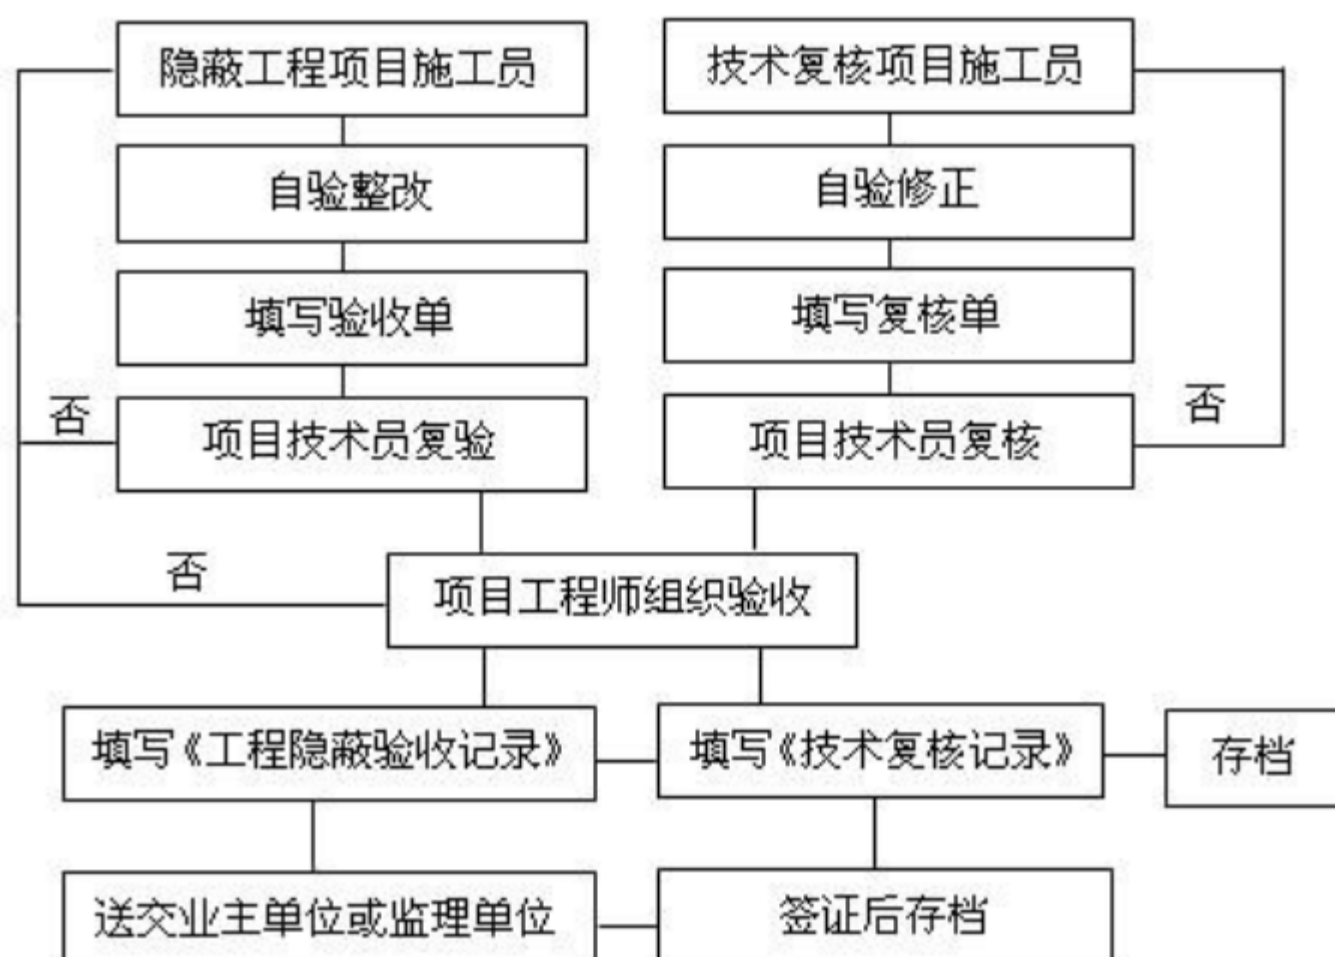 隐蔽工程项目施工员
技术复核项目施工员
自验整改
自验修正
填写验收单
填写复核单
否
项目技术员复验
项目技术员复核
否
否
项目工程师组织验收
填写《工程隐蔽验收记录》
填写《技术复核记录》
存档
送交业主单位或监理单位
签证后存档